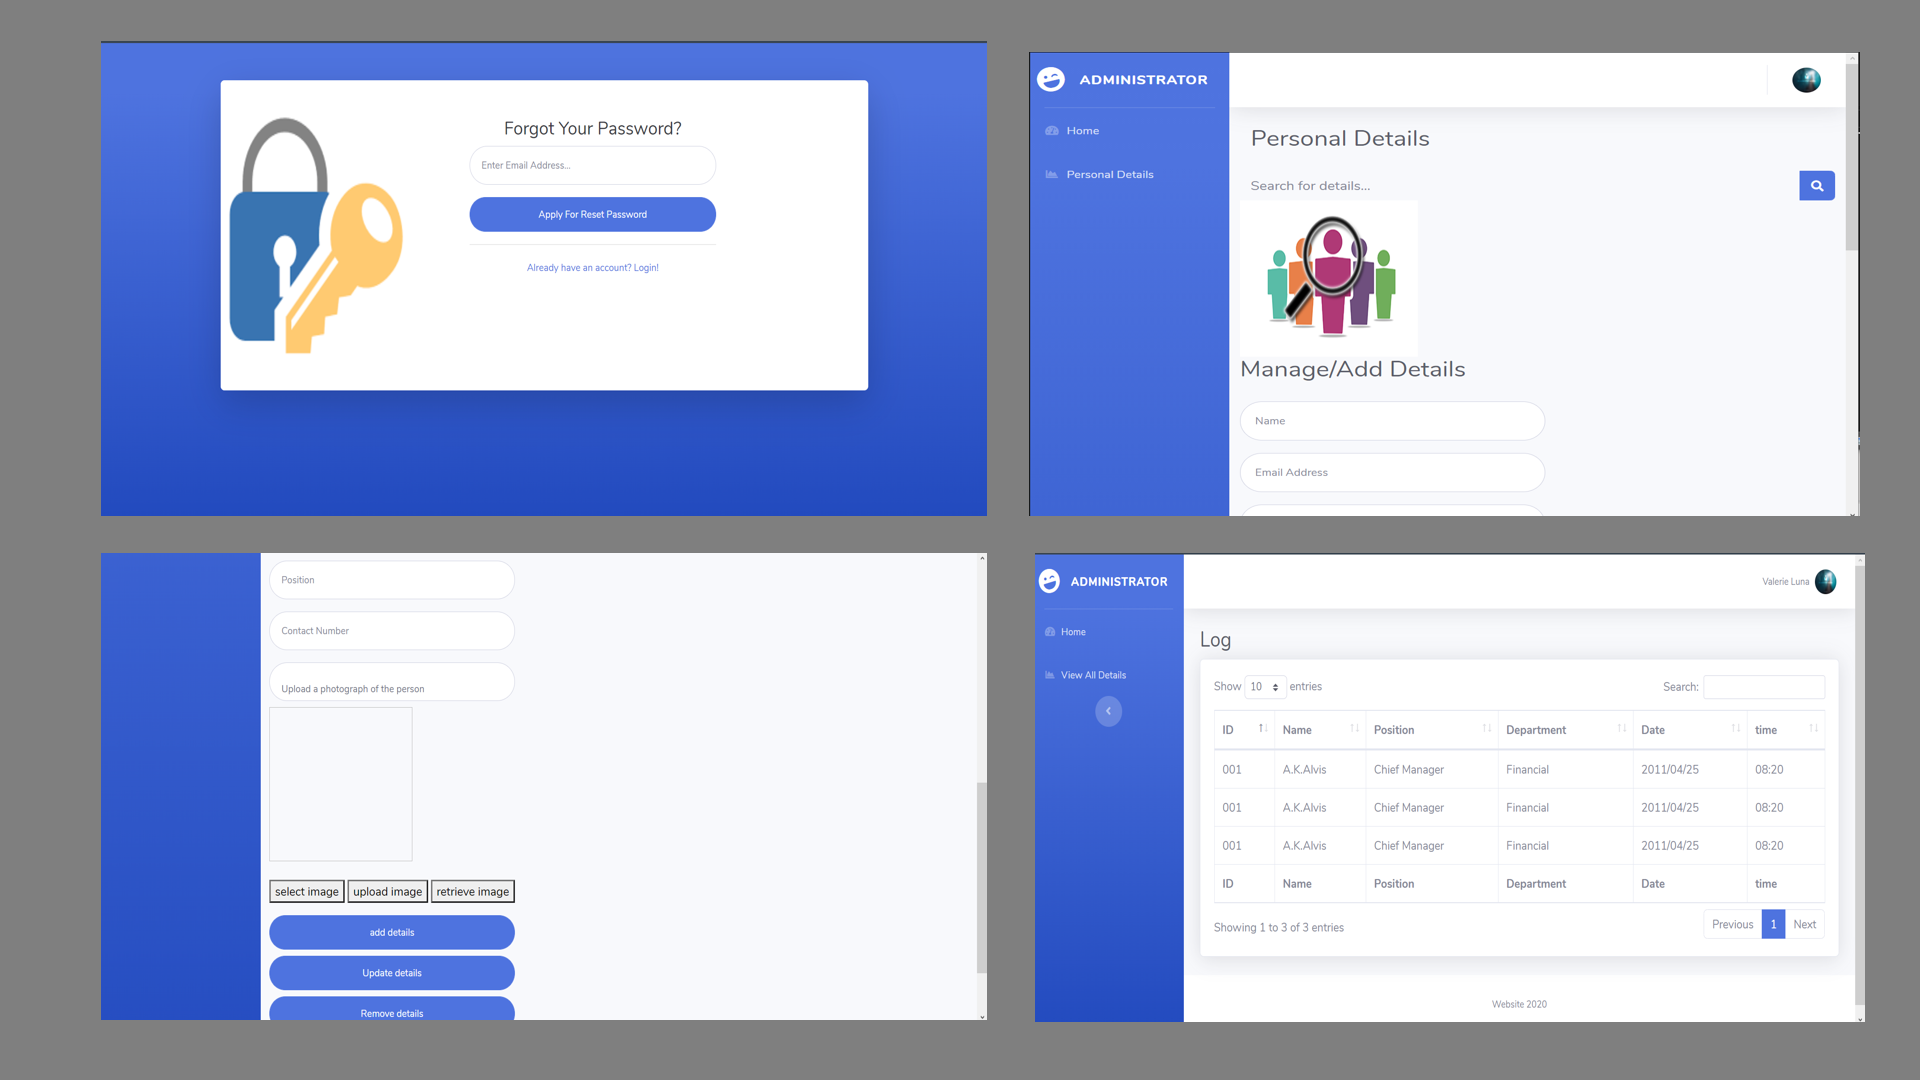 Forgot Your Password?
Enter Email Address...
Apply For Reset Password
Already have an account? Login!
ADMINISTRATOR
Home
Personal Details
Personal Details
Search for details...
Manage/Add Details
Name
Email Address
Position
Contact Number
Upload a photograph of the person
select image upload image retrieve image
add details
Update details
Remove details
ADMINISTRATOR
Valerie Luna
Home
View All Details
Log
Show 10 entries Search:
ID Name Position Department Date time
001 A.K.Alvis Chief Manager Financial 2011/04/25 08:20
001 A.K.Alvis Chief Manager Financial 2011/04/25 08:20
001 A.K.Alvis Chief Manager Financial 2011/04/25 08:20
ID Name Position Department Date time
Showing 1 to 3 of 3 entries Previous 1 Next
Website 2020